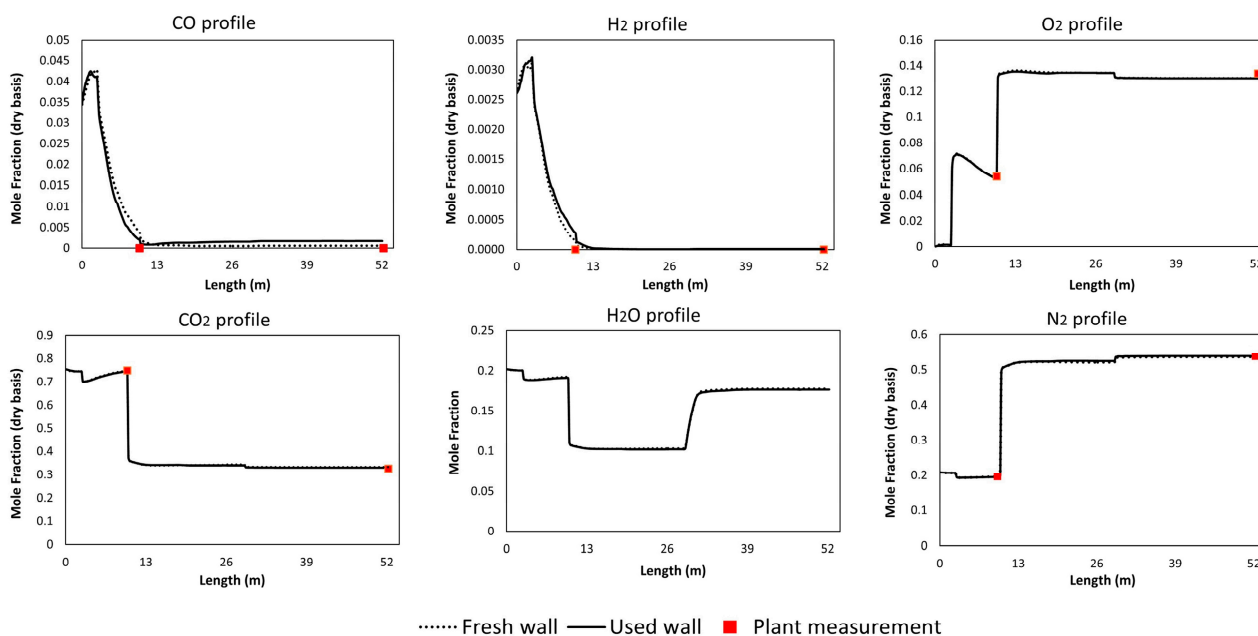 CO profile
Mole Fraction (dry basis)
0.05
0.045
0.04
0.035
0.03
0.025
0.02
0.015
0.01
0.005
0
0 13 26 39 52
Length (m)
H2 profile
Mole Fraction (dry basis)
0.0035
0.0030
0.0025
0.0020
0.0015
0.0010
0.0005
0.0000
0 13 26 39 52
Length (m)
O2 profile
Mole Fraction (dry basis)
0.16
0.14
0.12
0.1
0.08
0.06
0.04
0.02
0
0 13 26 39 52
Length (m)
CO2 profile
Mole Fraction (dry basis)
0.9
0.8
0.7
0.6
0.5
0.4
0.3
0.2
0.1
0
0 13 26 39 52
Length (m)
H2O profile
Mole Fraction
0.25
0.2
0.15
0.1
0.05
0
0 13 26 39 52
Length (m)
N2 profile
Mole Fraction (dry basis)
0.6
0.5
0.4
0.3
0.2
0.1
0
0 13 26 39 52
Length (m)
Fresh wall Used wall Plant measurement